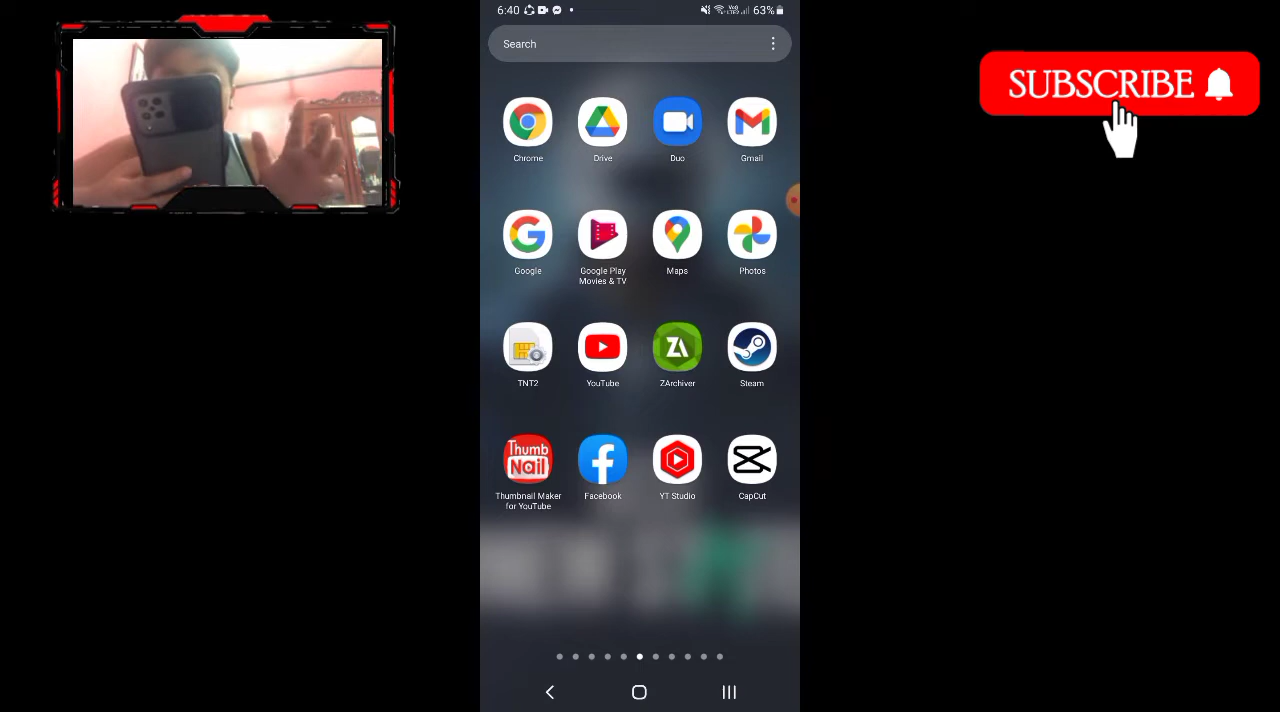 6:40
63%
Search
SUBSCRIBE
Chrome
Drive
Duo
Gmail
Google
Google Play
Movies & TV
Maps
Photos
TNT2
YouTube
ZArchiver
Steam
Thumb
Nail
Thumbnail Maker
for YouTube
Facebook
YT Studio
CapCut